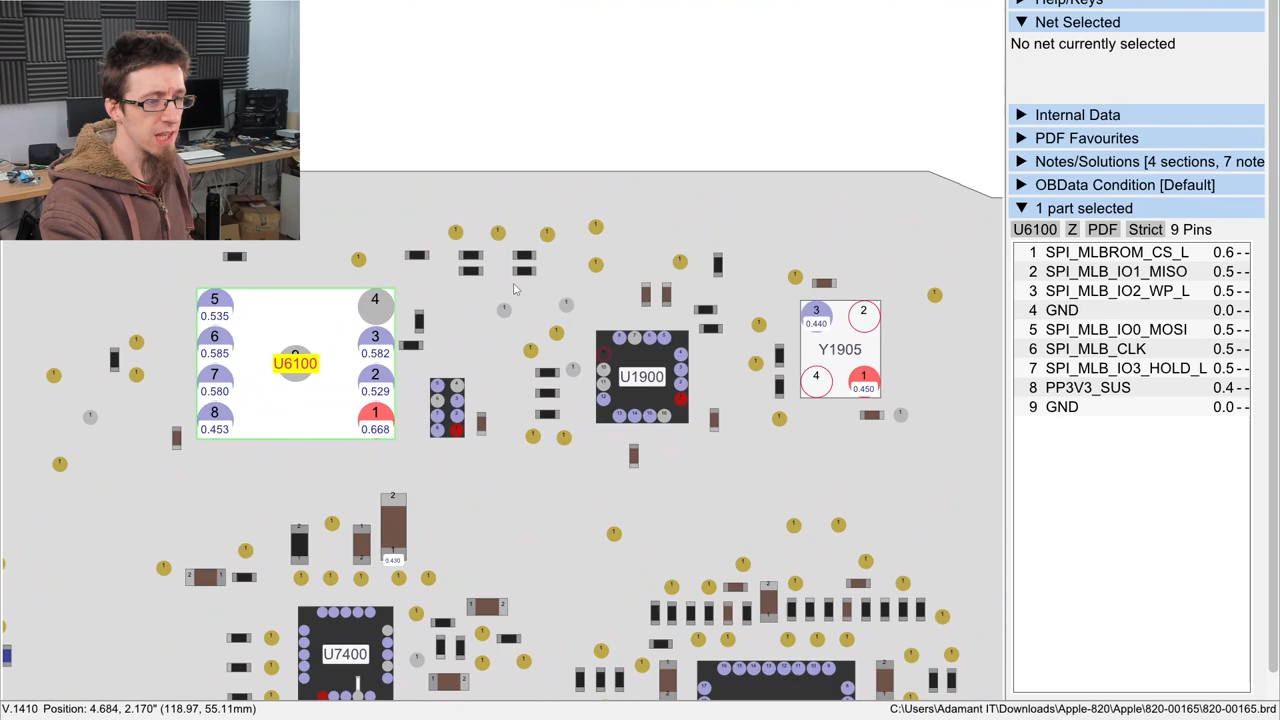 Help/Keys
Net Selected
No net currently selected
Internal Data
PDF Favourites
Notes/Solutions [4 sections, 7 note
OBData Condition [Default]
1 part selected
U6100 Z PDF Strict 9 Pins
1 SPI_MLBROM_CS_L 0.6--
2 SPI_MLB_IO1_MISO 0.5--
3 SPI_MLB_IO2_WP_L 0.5--
4 GND 0.0--
5 SPI_MLB_IO0_MOSI 0.5--
6 SPI_MLB_CLK 0.5--
7 SPI_MLB_IO3_HOLD_L 0.5--
8 PP3V3_SUS 0.4--
9 GND 0.0--
5 4
0.535
6 3
0.585 0.582
U6100
7 2
0.580 0.529
8 1
0.453 0.668
U1900
3 2
0.440
Y1905
4 1
0.450
2
1
0.430
U7400
V.1410 Position: 4.684, 2.170" (118.97, 55.11mm)
C:\Users\Adamant IT\Downloads\Apple-820\Apple\820-00165\820-00165.brd